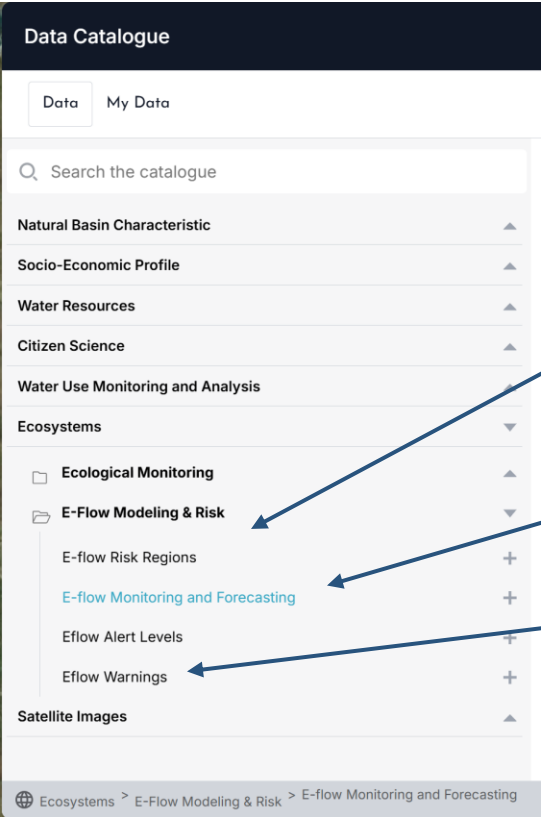 Data Catalogue
Data My Data
Search the catalogue
Natural Basin Characteristic
Socio-Economic Profile
Water Resources
Citizen Science
Water Use Monitoring and Analysis
Ecosystems
Ecological Monitoring
E-Flow Modeling & Risk
E-flow Risk Regions
E-flow Monitoring and Forecasting
Eflow Alert Levels
Eflow Warnings
Satellite Images
Ecosystems > E-Flow Modeling & Risk > E-flow Monitoring and Forecasting